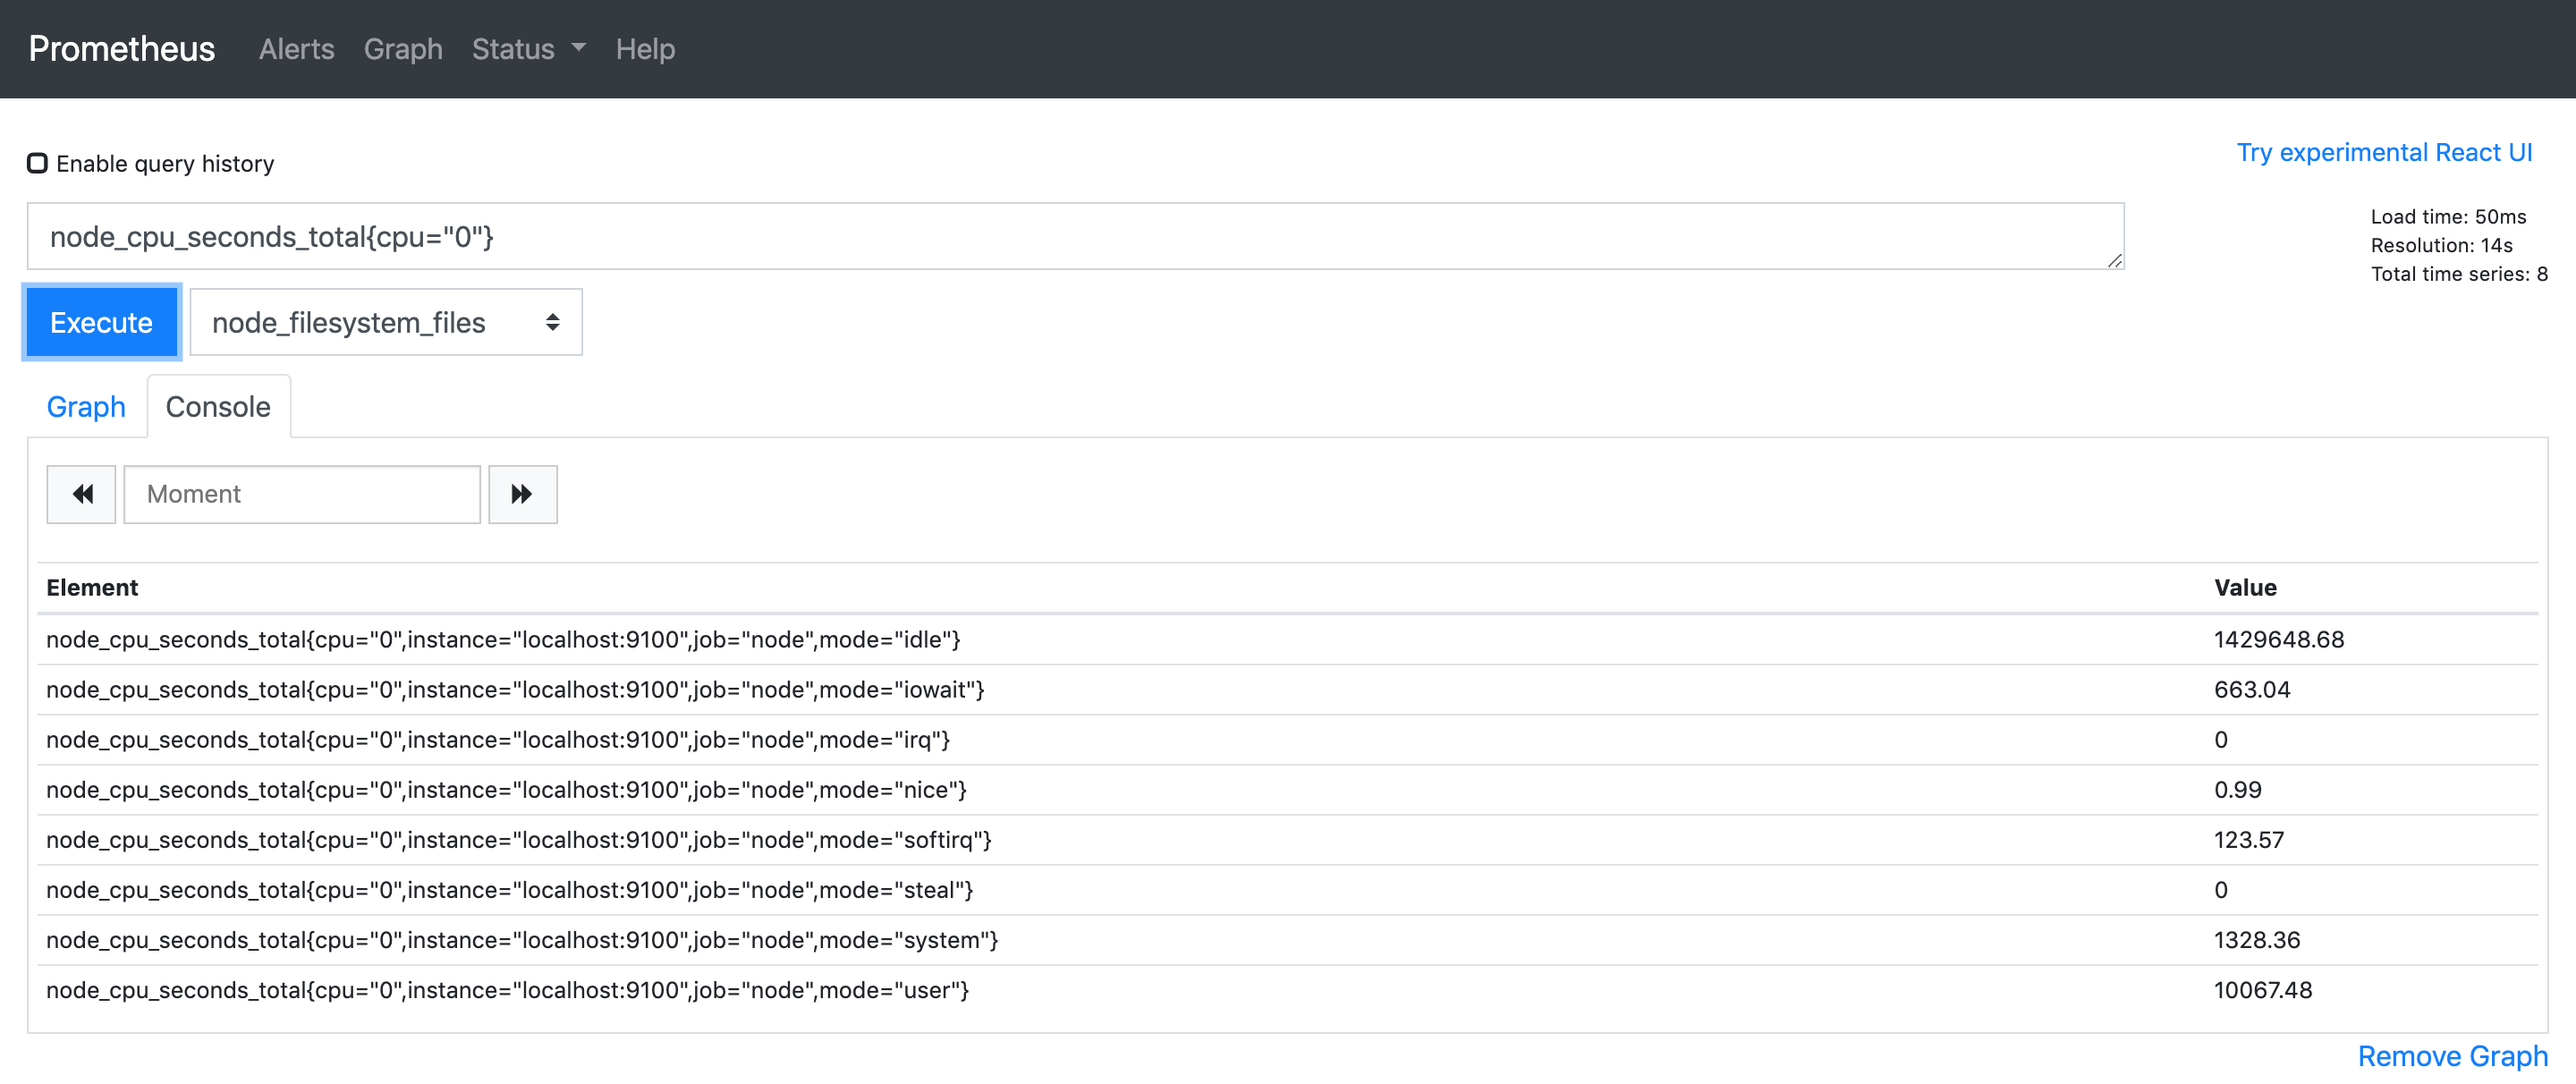 Prometheus Alerts Graph Status Help
Enable query history
Try experimental React UI
node_cpu_seconds_total{cpu="0"}
Load time: 50ms
Resolution: 14s
Total time series: 8
Execute node_filesystem_files
Graph Console
Moment
Element Value
node_cpu_seconds_total{cpu="0",instance="localhost:9100",job="node",mode="idle"} 1429648.68
node_cpu_seconds_total{cpu="0",instance="localhost:9100",job="node",mode="iowait"} 663.04
node_cpu_seconds_total{cpu="0",instance="localhost:9100",job="node",mode="irq"} 0
node_cpu_seconds_total{cpu="0",instance="localhost:9100",job="node",mode="nice"} 0.99
node_cpu_seconds_total{cpu="0",instance="localhost:9100",job="node",mode="softirq"} 123.57
node_cpu_seconds_total{cpu="0",instance="localhost:9100",job="node",mode="steal"} 0
node_cpu_seconds_total{cpu="0",instance="localhost:9100",job="node",mode="system"} 1328.36
node_cpu_seconds_total{cpu="0",instance="localhost:9100",job="node",mode="user"} 10067.48
Remove Graph